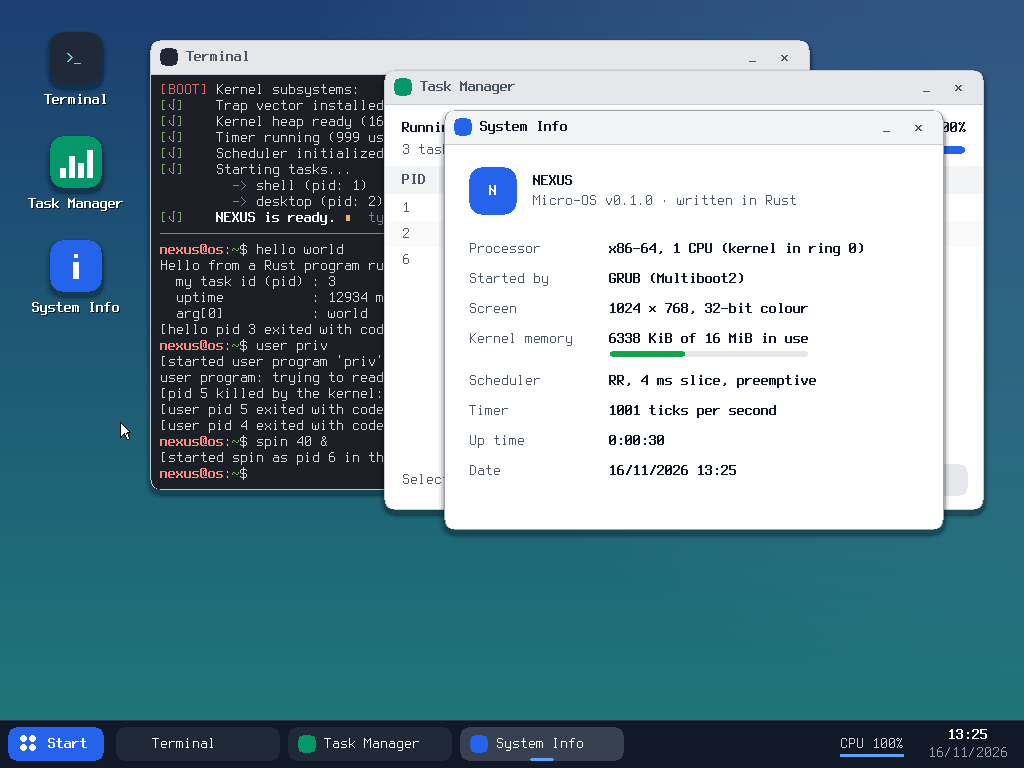 >_
Terminal
Task Manager
i
System Info
Terminal
[BOOT] Kernel subsystems:
[√] Trap vector installed
[√] Kernel heap ready (16
[√] Timer running (999 us
[√] Scheduler initialized
[√] Starting tasks...
-> shell (pid: 1)
-> desktop (pid: 2)
[√] NEXUS is ready. ty
nexus@os:~$ hello world
Hello from a Rust program ru
my task id (pid) : 3
uptime : 12934 m
arg[0] : world
[hello pid 3 exited with cod
nexus@os:~$ user priv
[started user program 'priv'
user program: trying to read
[pid 5 killed by the kernel:
[user pid 5 exited with code
[user pid 4 exited with code
nexus@os:~$ spin 40 &
[started spin as pid 6 in th
nexus@os:~$
Task Manager
Runnin
00%
3 tas
PID
1
2
6
Selec
System Info
N
NEXUS
Micro-OS v0.1.0 · written in Rust
Processor x86-64, 1 CPU (kernel in ring 0)
Started by GRUB (Multiboot2)
Screen 1024 × 768, 32-bit colour
Kernel memory 6338 KiB of 16 MiB in use
Scheduler RR, 4 ms slice, preemptive
Timer 1001 ticks per second
Up time 0:00:30
Date 16/11/2026 13:25
Start
Terminal
Task Manager
System Info
CPU 100%
13:25
16/11/2026